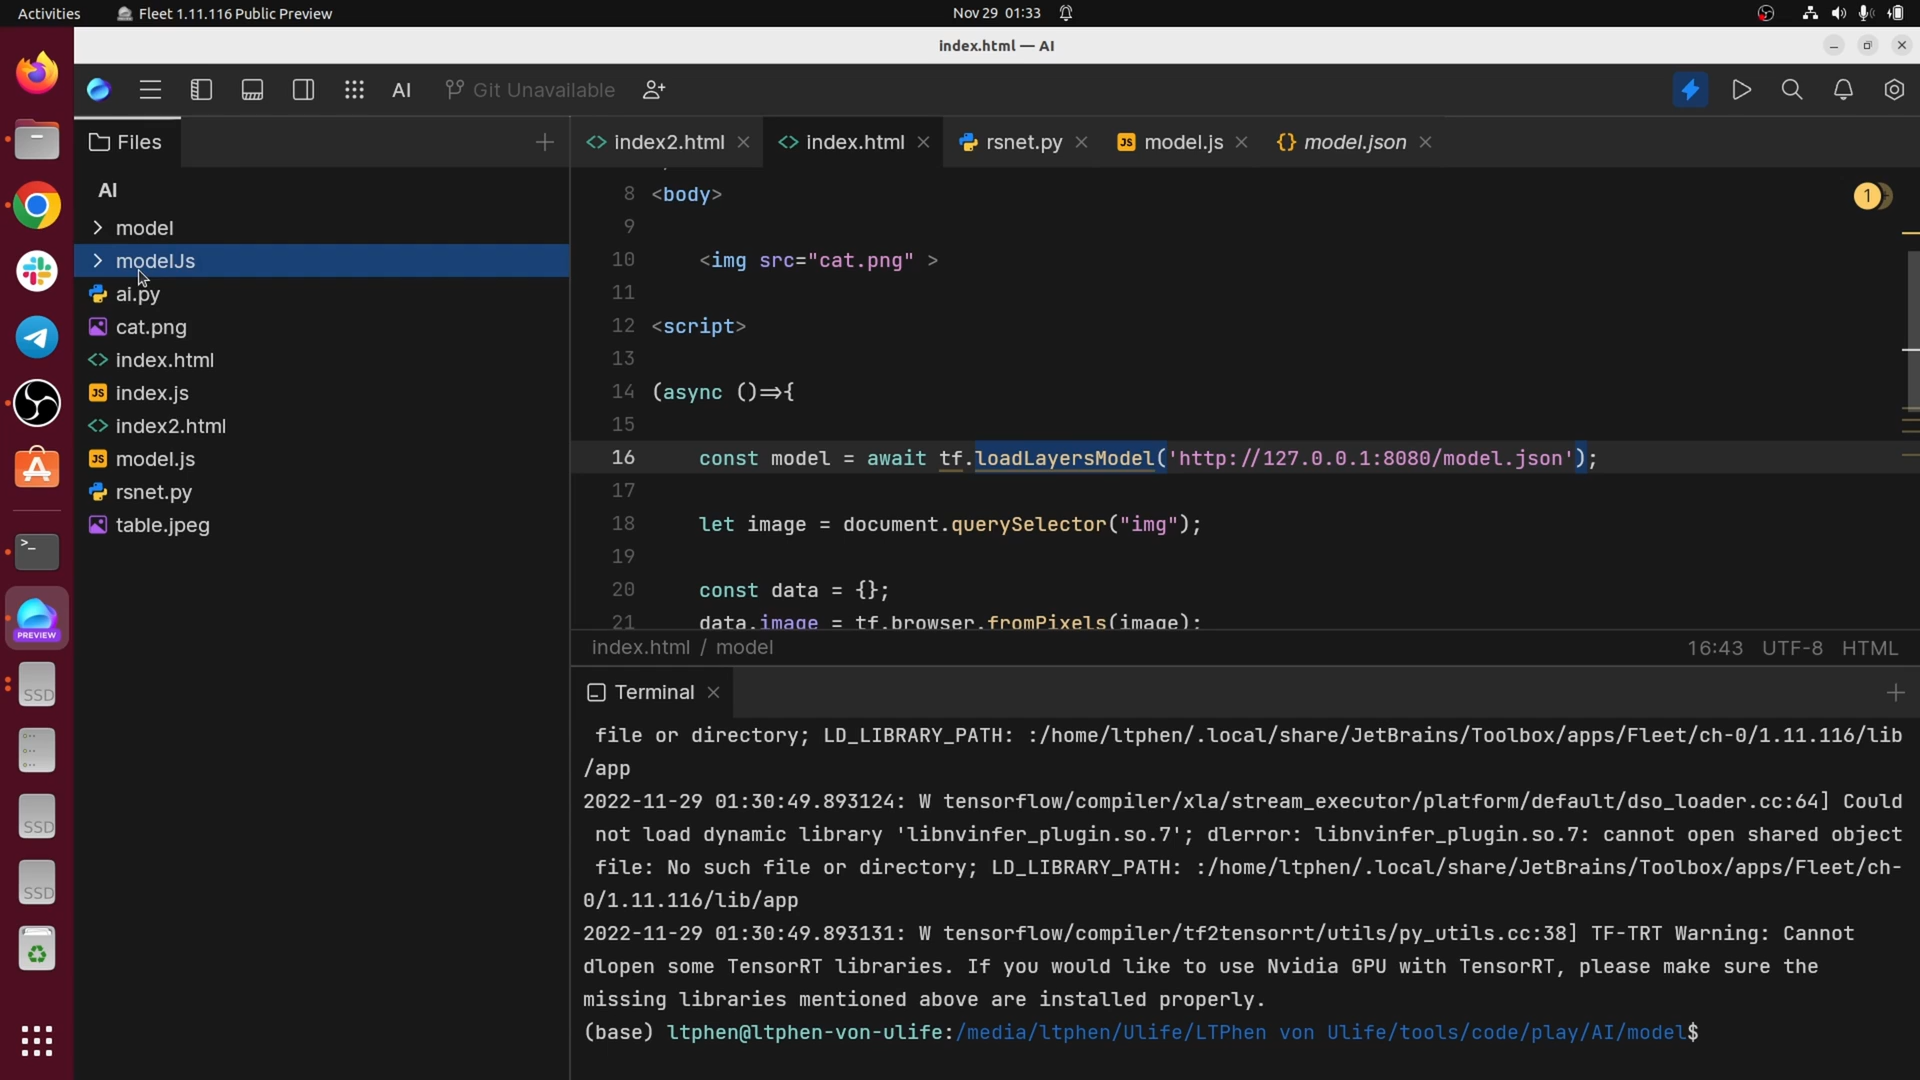 Activities
Fleet 1.11.116 Public Preview
Nov 29 01:33
index.html — AI
AI
Git Unavailable
Files
index2.html
index.html
rsnet.py
JS model.js
{} model.json
AI
model
modelJs
ai.py
cat.png
<> index.html
JS index.js
<> index2.html
JS model.js
rsnet.py
table.jpeg
PREVIEW
SSD
SSD
SSD
1
8 <body>
9
10 <img src="cat.png" >
11
12 <script>
13
14 (async ()=>{
15
16 const model = await tf.loadLayersModel('http://127.0.0.1:8080/model.json');
17
18 let image = document.querySelector("img");
19
20 const data = {};
21 data.image = tf.browser.fromPixels(image);
index.html / model
16:43 UTF-8 HTML
Terminal
file or directory; LD_LIBRARY_PATH: :/home/ltphen/.local/share/JetBrains/Toolbox/apps/Fleet/ch-0/1.11.116/lib
/app
2022-11-29 01:30:49.893124: W tensorflow/compiler/xla/stream_executor/platform/default/dso_loader.cc:64] Could
not load dynamic library 'libnvinfer_plugin.so.7'; dlerror: libnvinfer_plugin.so.7: cannot open shared object
file: No such file or directory; LD_LIBRARY_PATH: :/home/ltphen/.local/share/JetBrains/Toolbox/apps/Fleet/ch-
0/1.11.116/lib/app
2022-11-29 01:30:49.893131: W tensorflow/compiler/tf2tensorrt/utils/py_utils.cc:38] TF-TRT Warning: Cannot
dlopen some TensorRT libraries. If you would like to use Nvidia GPU with TensorRT, please make sure the
missing libraries mentioned above are installed properly.
(base) ltphen@ltphen-von-ulife:/media/ltphen/Ulife/LTPhen von Ulife/tools/code/play/AI/model$